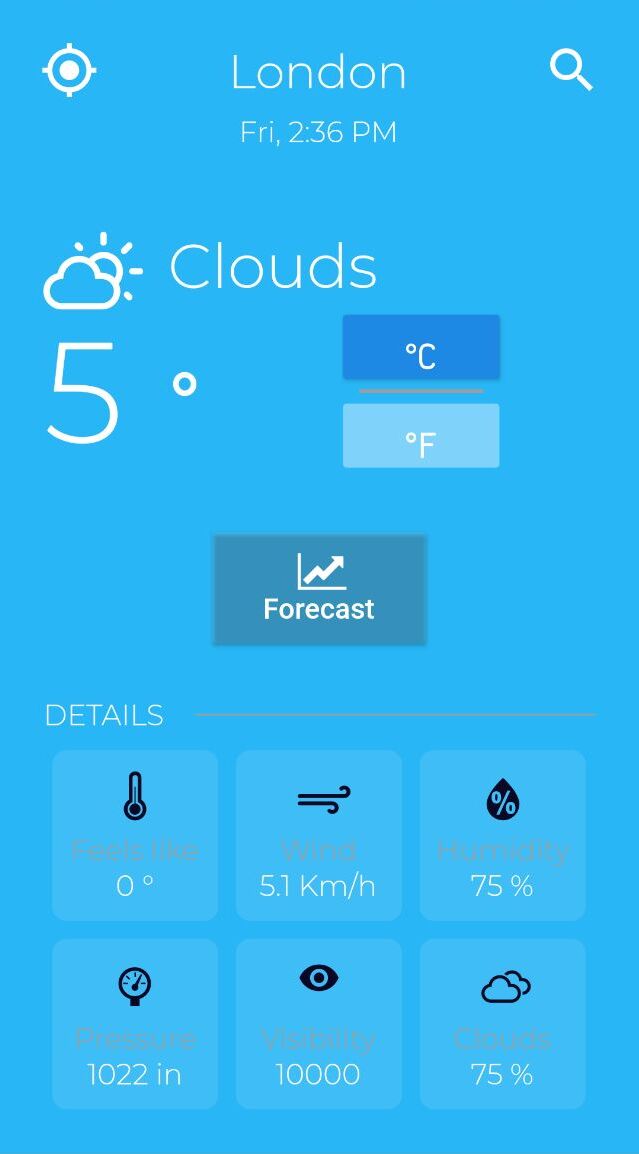 London
Fri, 2:36 PM
Clouds
5 °
°C
°F
Forecast
DETAILS
Feels like
0 °
Wind
5.1 Km/h
Humidity
75 %
Pressure
1022 in
Visibility
10000
Clouds
75 %